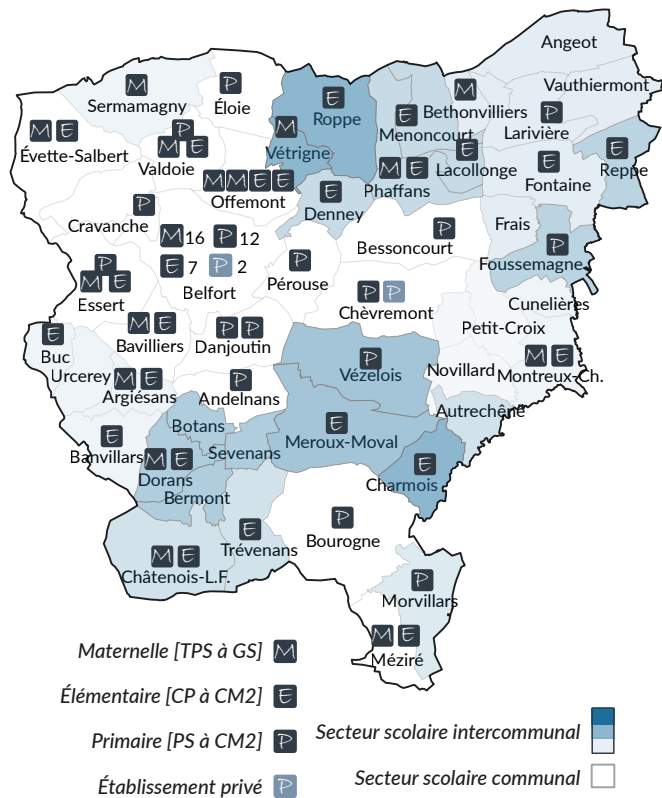 Angeot
M
P
E
M
Vauthiermont
Sermamagny
Éloie
Roppe
E
Bethonvilliers
P
M E
P
M
Menoncourt
Larivière
Évette-Salbert
M E
Vétrigne
E
E
E
Valdoie
M M E E
M E
Lacollonge
Reppe
Offemont
E
Phaffans
Fontaine
P
Denney
Cravanche
M 16
P 12
P
Frais
P
Bessoncourt
P
Foussemagne
P
E 7
P 2
P
M E
Belfort
Pérouse
P P
Cunelières
Essert
Chèvremont
M E
P P
Petit-Croix
E
Bavilliers
Danjoutin
Buc
P
M E
Urcerey
M E
P
Vézelois
Novillard
Montreux-Ch.
Argiésans
Andelnans
Autrechêne
Botans
E
E
Meroux-Moval
Banvillars
M E
Sevenans
E
Dorans
Charmois
Bermont
P
E
Bourogne
Trévenans
M E
Châtenois-L.F.
P
Morvillars
M E
Méziré
Maternelle [TPS à GS] M
Élémentaire [CP à CM2] E
Primaire [PS à CM2] P
Secteur scolaire intercommunal
Établissement privé P
Secteur scolaire communal